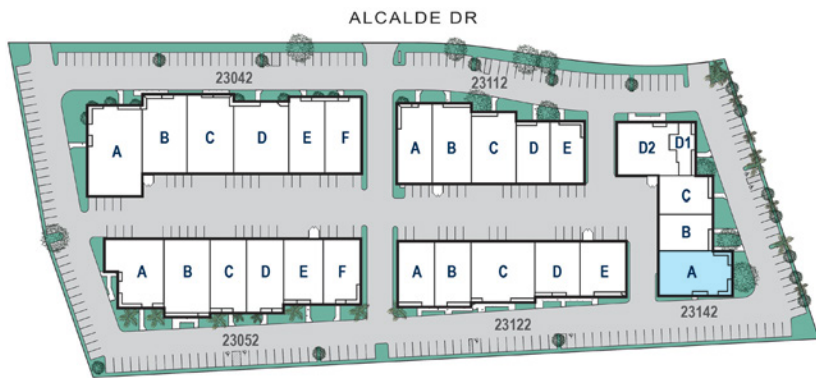 ALCALDE DR
23042
23112
A B C D E F
A B C D E
D2 D1
C
B
A
A B C D E F
A B C D E
23052
23122
23142